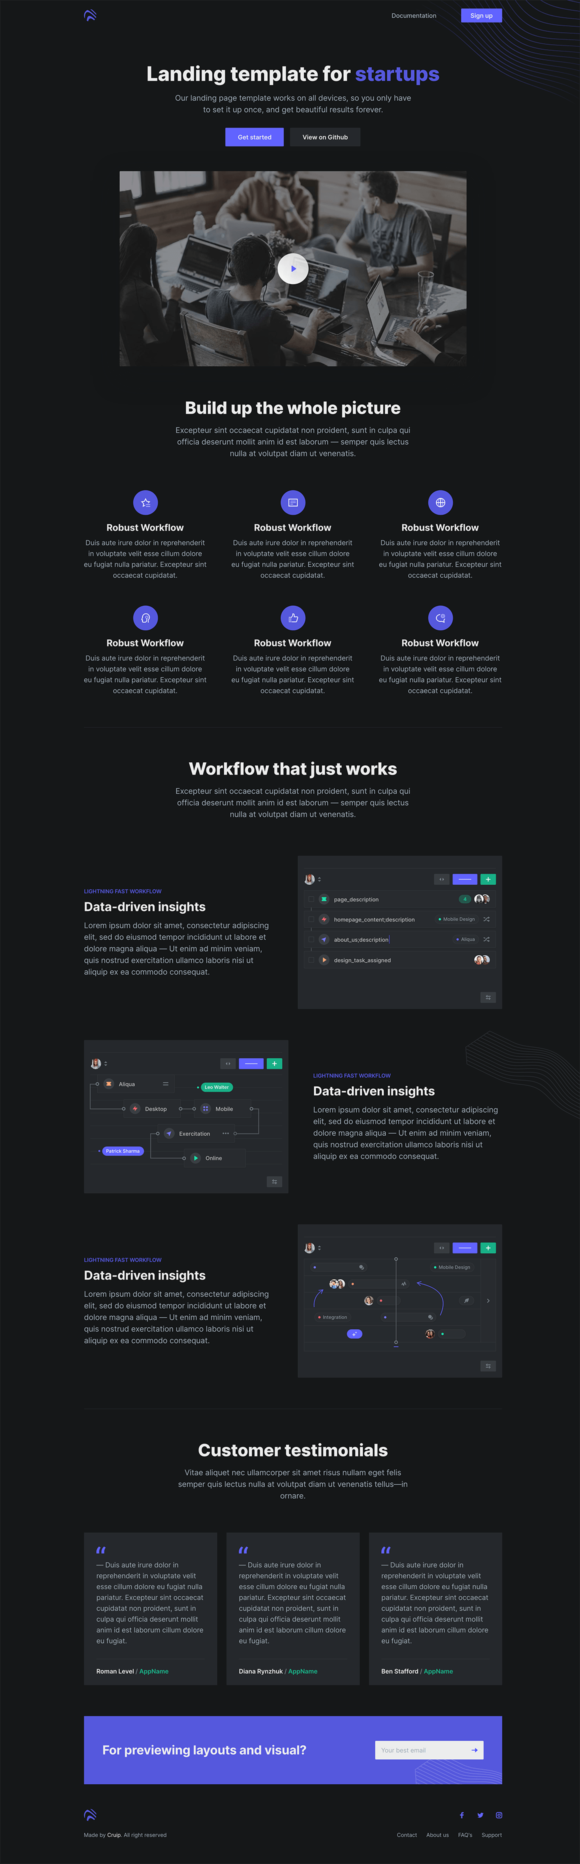 Documentation
Sign up
Landing template for startups
Our landing page template works on all devices, so you only have
to set it up once, and get beautiful results forever.
Get started
View on Github
Build up the whole picture
Excepteur sint occaecat cupidatat non proident, sunt in culpa qui
officia deserunt mollit anim id est laborum — semper quis lectus
nulla at volutpat diam ut venenatis.
Robust Workflow
Duis aute irure dolor in reprehenderit
in voluptate velit esse cillum dolore
eu fugiat nulla pariatur. Excepteur sint
occaecat cupidatat.
Robust Workflow
Duis aute irure dolor in reprehenderit
in voluptate velit esse cillum dolore
eu fugiat nulla pariatur. Excepteur sint
occaecat cupidatat.
Robust Workflow
Duis aute irure dolor in reprehenderit
in voluptate velit esse cillum dolore
eu fugiat nulla pariatur. Excepteur sint
occaecat cupidatat.
Robust Workflow
Duis aute irure dolor in reprehenderit
in voluptate velit esse cillum dolore
eu fugiat nulla pariatur. Excepteur sint
occaecat cupidatat.
Robust Workflow
Duis aute irure dolor in reprehenderit
in voluptate velit esse cillum dolore
eu fugiat nulla pariatur. Excepteur sint
occaecat cupidatat.
Robust Workflow
Duis aute irure dolor in reprehenderit
in voluptate velit esse cillum dolore
eu fugiat nulla pariatur. Excepteur sint
occaecat cupidatat.
Workflow that just works
Excepteur sint occaecat cupidatat non proident, sunt in culpa qui
officia deserunt mollit anim id est laborum — semper quis lectus
nulla at volutpat diam ut venenatis.
LIGHTNING FAST WORKFLOW
Data-driven insights
Lorem ipsum dolor sit amet, consectetur adipiscing
elit, sed do eiusmod tempor incididunt ut labore et
dolore magna aliqua — Ut enim ad minim veniam,
quis nostrud exercitation ullamco laboris nisi ut
aliquip ex ea commodo consequat.
page_description
homepage_content;description
Mobile Design
about_us;description
Aliqua
design_task_assigned
Aliqua
Leo Walter
Desktop
Mobile
Exercitation
Patrick Sharma
Online
LIGHTNING FAST WORKFLOW
Data-driven insights
Lorem ipsum dolor sit amet, consectetur adipiscing
elit, sed do eiusmod tempor incididunt ut labore et
dolore magna aliqua — Ut enim ad minim veniam,
quis nostrud exercitation ullamco laboris nisi ut
aliquip ex ea commodo consequat.
LIGHTNING FAST WORKFLOW
Data-driven insights
Lorem ipsum dolor sit amet, consectetur adipiscing
elit, sed do eiusmod tempor incididunt ut labore et
dolore magna aliqua — Ut enim ad minim veniam,
quis nostrud exercitation ullamco laboris nisi ut
aliquip ex ea commodo consequat.
Mobile Design
Integration
Customer testimonials
Vitae aliquet nec ullamcorper sit amet risus nullam eget felis
semper quis lectus nulla at volutpat diam ut venenatis tellus—in
ornare.
“
— Duis aute irure dolor in
reprehenderit in voluptate velit
esse cillum dolore eu fugiat nulla
pariatur. Excepteur sint occaecat
cupidatat non proident, sunt in
culpa qui officia deserunt mollit
anim id est laborum cillum dolore
eu fugiat.
Roman Level / AppName
“
— Duis aute irure dolor in
reprehenderit in voluptate velit
esse cillum dolore eu fugiat nulla
pariatur. Excepteur sint occaecat
cupidatat non proident, sunt in
culpa qui officia deserunt mollit
anim id est laborum cillum dolore
eu fugiat.
Diana Rynzhuk / AppName
“
— Duis aute irure dolor in
reprehenderit in voluptate velit
esse cillum dolore eu fugiat nulla
pariatur. Excepteur sint occaecat
cupidatat non proident, sunt in
culpa qui officia deserunt mollit
anim id est laborum cillum dolore
eu fugiat.
Ben Stafford / AppName
For previewing layouts and visual?
Your best email
Made by Cruip. All right reserved
Contact
About us
FAQ's
Support